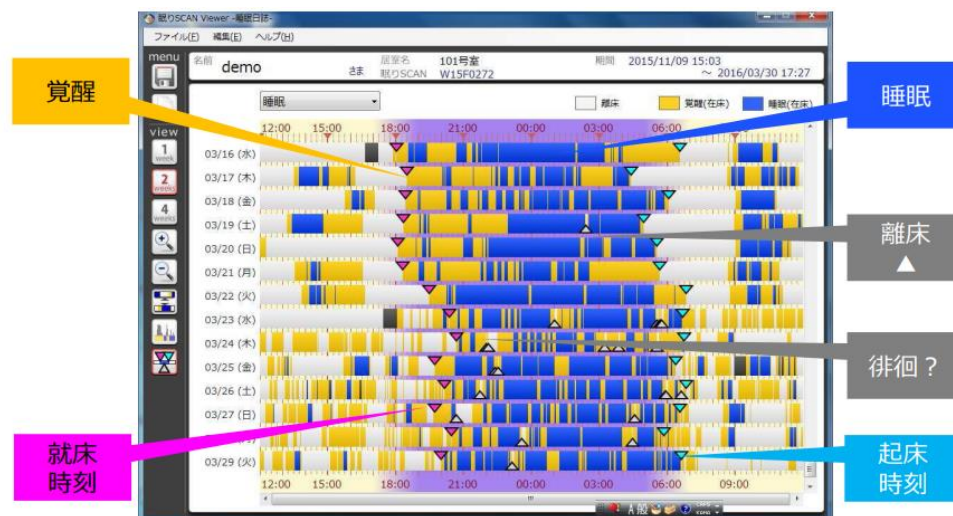 眠りSCAN Viewer -睡眠日誌-
ファイル(F) 編集(E) ヘルプ(H)
menu
名前 demo さま
居室名 101号室
眠りSCAN W15F0272
期間 2015/11/09 15:03
～ 2016/03/30 17:27
覚醒
睡眠
睡眠
離床 覚醒(在床) 睡眠(在床)
view
1 week
2 weeks
4 weeks
12:00 15:00 18:00 21:00 00:00 03:00 06:00
03/16 (水)
03/17 (木)
03/18 (金)
03/19 (土)
03/20 (日)
03/21 (月)
03/22 (火)
03/23 (水)
03/24 (木)
03/25 (金)
03/26 (土)
03/27 (日)
03/29 (火)
離床
▲
徘徊？
就床
時刻
起床
時刻
12:00 15:00 18:00 21:00 00:00 03:00 06:00 09:00
A 般